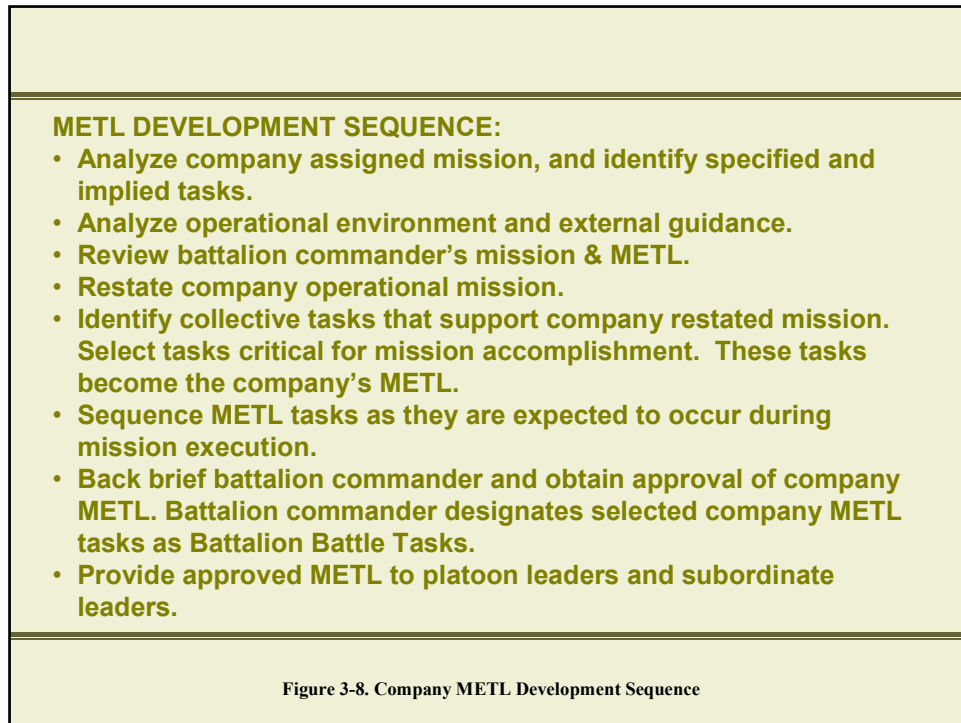 METL DEVELOPMENT SEQUENCE:
• Analyze company assigned mission, and identify specified and
implied tasks.
• Analyze operational environment and external guidance.
• Review battalion commander’s mission & METL.
• Restate company operational mission.
• Identify collective tasks that support company restated mission.
Select tasks critical for mission accomplishment.  These tasks
become the company’s METL.
• Sequence METL tasks as they are expected to occur during
mission execution.
• Back brief battalion commander and obtain approval of company
METL. Battalion commander designates selected company METL
tasks as Battalion Battle Tasks.
• Provide approved METL to platoon leaders and subordinate
leaders.
Figure 3-8. Company METL Development Sequence